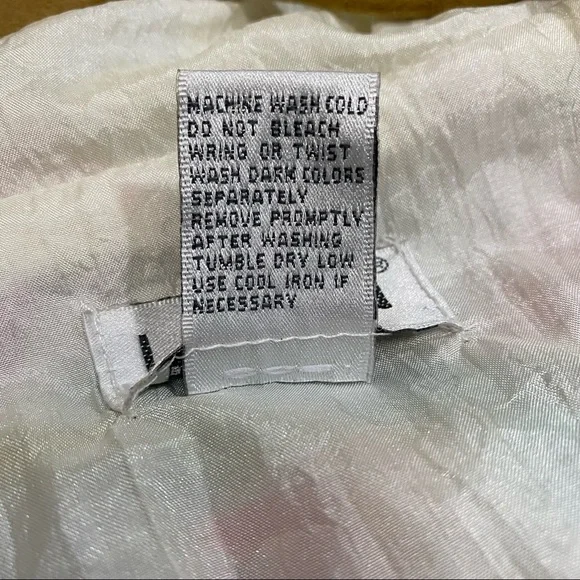 MACHINE WASH COLD
DO NOT BLEACH
WRING OR TWIST
WASH DARK COLORS
SEPARATELY
REMOVE PROMPTLY
AFTER WASHING
TUMBLE DRY LOW
USE COOL IRON IF
NECESSARY
®